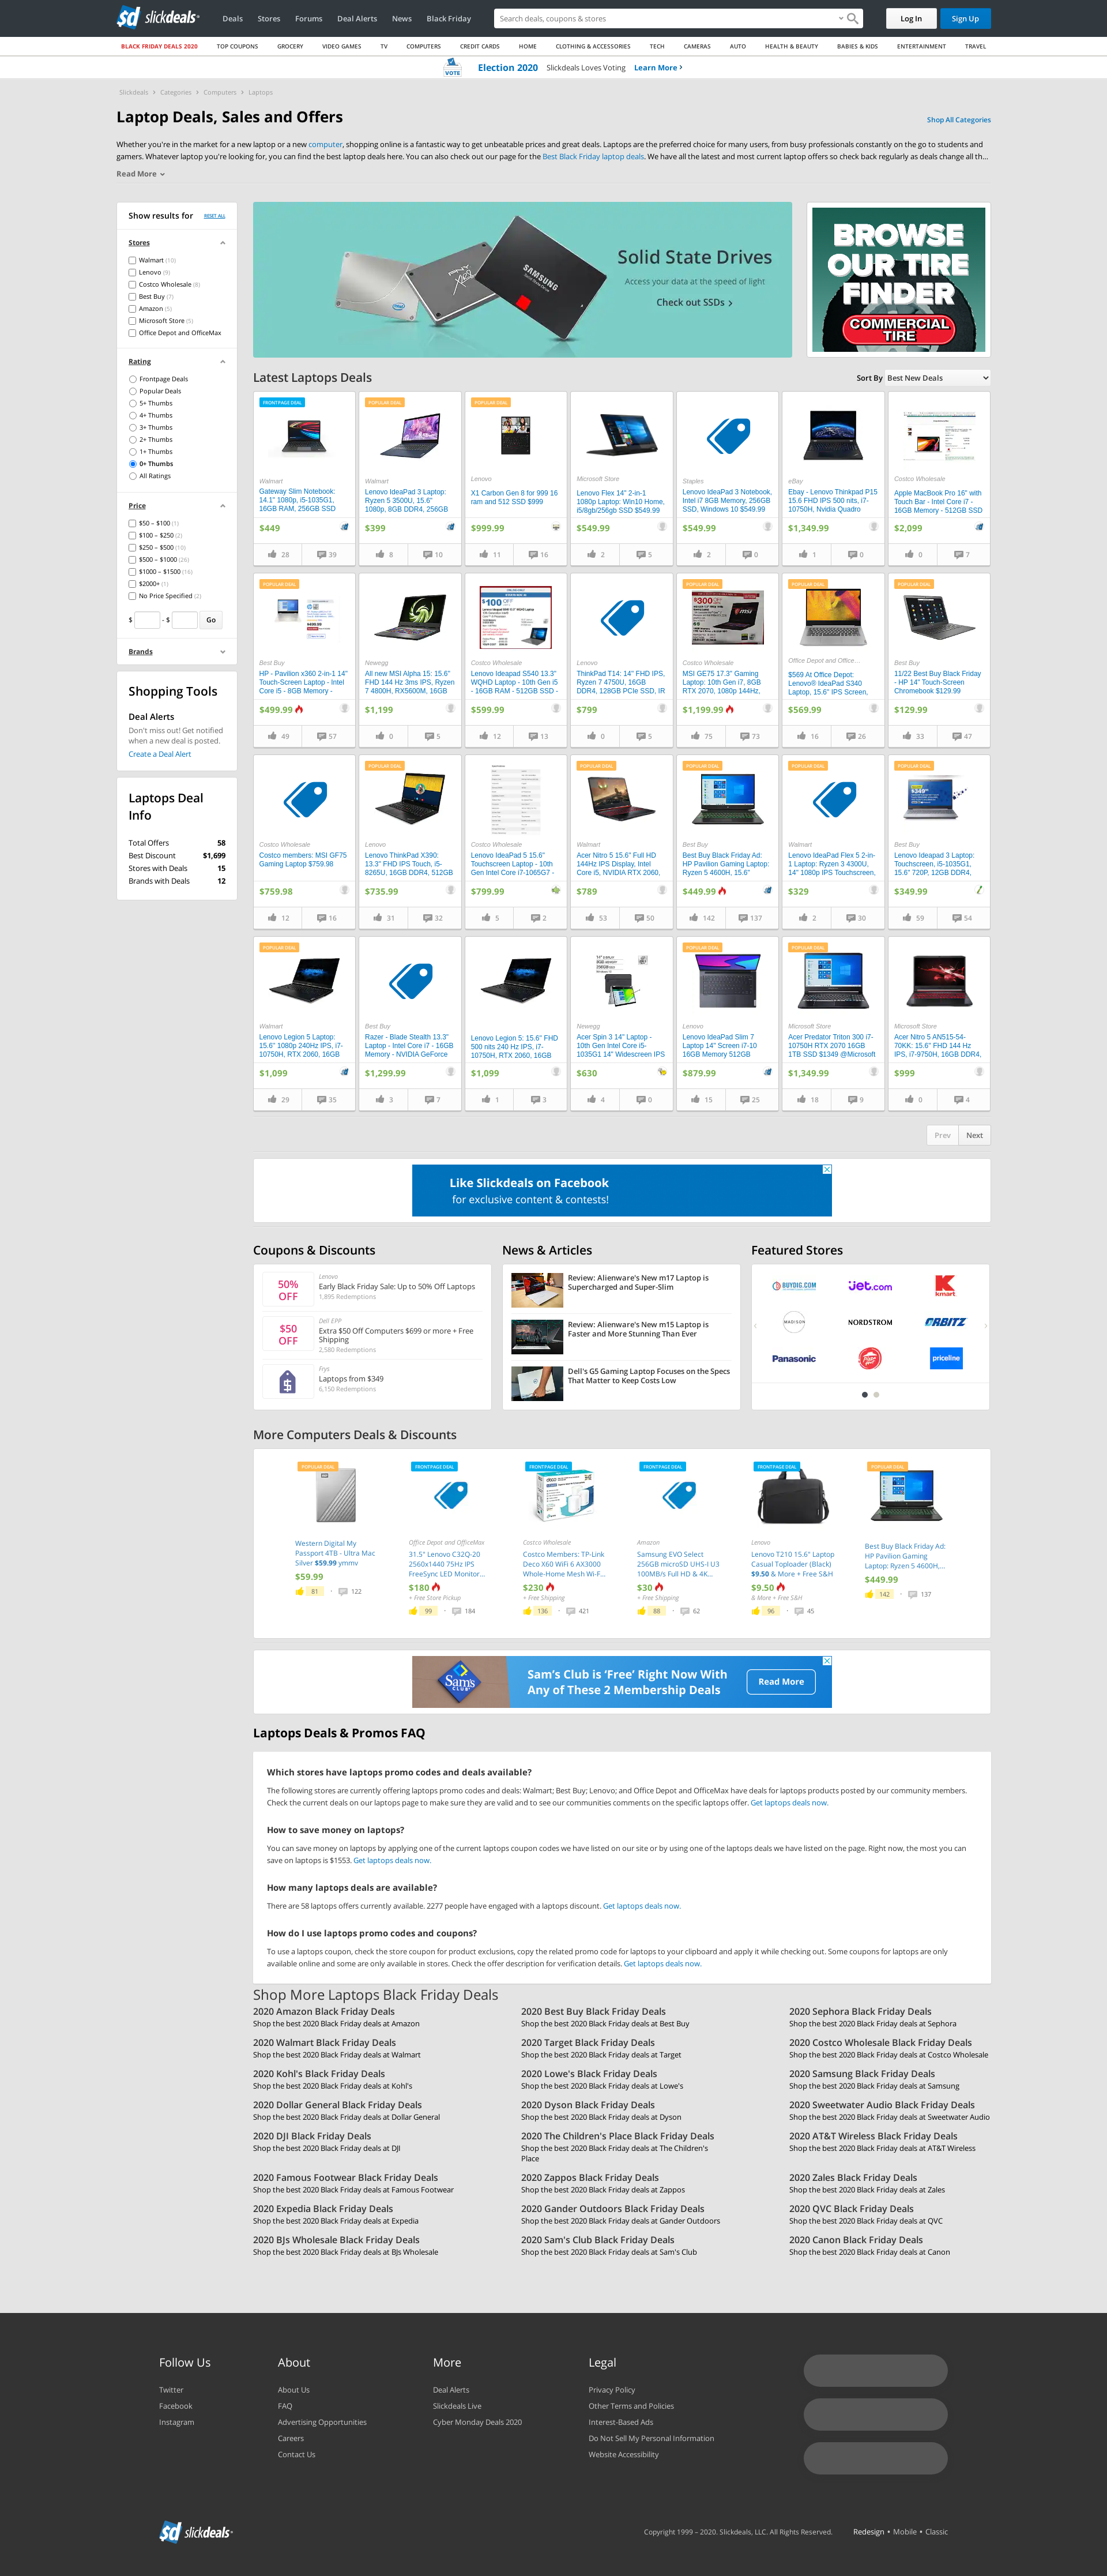 slickdeals
Deals Stores Forums Deal Alerts News Black Friday
Search deals, coupons & stores
Log In Sign Up
BLACK FRIDAY DEALS 2020 TOP COUPONS GROCERY VIDEO GAMES TV COMPUTERS CREDIT CARDS HOME CLOTHING & ACCESSORIES TECH CAMERAS AUTO HEALTH & BEAUTY BABIES & KIDS ENTERTAINMENT TRAVEL
VOTE Election 2020 Slickdeals Loves Voting Learn More
Slickdeals Categories Computers Laptops
Laptop Deals, Sales and Offers
Shop All Categories
Whether you're in the market for a new laptop or a new computer, shopping online is a fantastic way to get unbeatable prices and great deals. Laptops are the preferred choice for many users, from busy professionals constantly on the go to students and
gamers. Whatever laptop you're looking for, you can find the best laptop deals here. You can also check out our page for the Best Black Friday laptop deals. We have all the latest and most current laptop offers so check back regularly as deals change all th...
Read More
Show results for RESET ALL
Stores
Walmart (10)
Lenovo (9)
Costco Wholesale (8)
Best Buy (7)
Amazon (5)
Microsoft Store (5)
Office Depot and OfficeMax
Rating
Frontpage Deals
Popular Deals
5+ Thumbs
4+ Thumbs
3+ Thumbs
2+ Thumbs
1+ Thumbs
0+ Thumbs
All Ratings
Price
$50 – $100 (1)
$100 – $250 (2)
$250 – $500 (10)
$500 – $1000 (26)
$1000 – $1500 (16)
$2000+ (1)
No Price Specified (2)
$ - $ Go
Brands
Shopping Tools
Deal Alerts
Don't miss out! Get notified
when a new deal is posted.
Create a Deal Alert
Laptops Deal
Info
Total Offers 58
Best Discount $1,699
Stores with Deals 15
Brands with Deals 12
Solid State Drives
Access your data at the speed of light
Check out SSDs
BROWSE
OUR TIRE
FINDER
COMMERCIAL
TIRE
Latest Laptops Deals
Sort By Best New Deals
FRONTPAGE DEAL
Walmart
Gateway Slim Notebook:
14.1" 1080p, i5-1035G1,
16GB RAM, 256GB SSD
$449
28 39
POPULAR DEAL
Walmart
Lenovo IdeaPad 3 Laptop:
Ryzen 5 3500U, 15.6"
1080p, 8GB DDR4, 256GB
$399
8 10
POPULAR DEAL
Lenovo
X1 Carbon Gen 8 for 999 16
ram and 512 SSD $999
$999.99
11 16
Microsoft Store
Lenovo Flex 14" 2-in-1
1080p Laptop: Win10 Home,
i5/8gb/256gb SSD $549.99
$549.99
2 5
Staples
Lenovo IdeaPad 3 Notebook,
Intel i7 8GB Memory, 256GB
SSD, Windows 10 $549.99
$549.99
2 0
eBay
Ebay - Lenovo Thinkpad P15
15.6 FHD IPS 500 nits, i7-
10750H, Nvidia Quadro
$1,349.99
1 0
Costco Wholesale
Apple MacBook Pro 16" with
Touch Bar - Intel Core i7 -
16GB Memory - 512GB SSD
$2,099
0 7
POPULAR DEAL
Best Buy
HP - Pavilion x360 2-in-1 14"
Touch-Screen Laptop - Intel
Core i5 - 8GB Memory -
$499.99
49 57
Newegg
All new MSI Alpha 15: 15.6"
FHD 144 Hz 3ms IPS, Ryzen
7 4800H, RX5600M, 16GB
$1,199
0 5
$100 OFF
Costco Wholesale
Lenovo Ideapad S540 13.3"
WQHD Laptop - 10th Gen i5
- 16GB RAM - 512GB SSD -
$599.99
12 13
Lenovo
ThinkPad T14: 14" FHD IPS,
Ryzen 7 4750U, 16GB
DDR4, 128GB PCIe SSD, IR
$799
0 5
POPULAR DEAL
$300 OFF
Costco Wholesale
MSI GE75 17.3" Gaming
Laptop: 10th Gen i7, 8GB
RTX 2070, 1080p 144Hz,
$1,199.99
75 73
POPULAR DEAL
Office Depot and Office...
$569 At Office Depot:
Lenovo® IdeaPad S340
Laptop, 15.6" IPS Screen,
$569.99
16 26
POPULAR DEAL
Best Buy
11/22 Best Buy Black Friday
- HP 14" Touch-Screen
Chromebook $129.99
$129.99
33 47
Costco Wholesale
Costco members: MSI GF75
Gaming Laptop $759.98
$759.98
12 16
POPULAR DEAL
Lenovo
Lenovo ThinkPad X390:
13.3" FHD IPS Touch, i5-
8265U, 16GB DDR4, 512GB
$735.99
31 32
Costco Wholesale
Lenovo IdeaPad 5 15.6"
Touchscreen Laptop - 10th
Gen Intel Core i7-1065G7 -
$799.99
5 2
POPULAR DEAL
Walmart
Acer Nitro 5 15.6" Full HD
144Hz IPS Display, Intel
Core i5, NVIDIA RTX 2060,
$789
53 50
POPULAR DEAL
Best Buy
Best Buy Black Friday Ad:
HP Pavilion Gaming Laptop:
Ryzen 5 4600H, 15.6"
$449.99
142 137
POPULAR DEAL
Walmart
Lenovo IdeaPad Flex 5 2-in-
1 Laptop: Ryzen 3 4300U,
14" 1080p IPS Touchscreen,
$329
2 30
POPULAR DEAL
Best Buy
Lenovo Ideapad 3 Laptop:
Touchscreen, i5-1035G1,
15.6" 720P, 12GB DDR4,
$349.99
59 54
POPULAR DEAL
Walmart
Lenovo Legion 5 Laptop:
15.6" 1080p 240Hz IPS, i7-
10750H, RTX 2060, 16GB
$1,099
29 35
Best Buy
Razer - Blade Stealth 13.3"
Laptop - Intel Core i7 - 16GB
Memory - NVIDIA GeForce
$1,299.99
3 7
Lenovo Legion 5: 15.6" FHD
500 nits 240 Hz IPS, i7-
10750H, RTX 2060, 16GB
$1,099
1 3
Newegg
Acer Spin 3 14" Laptop -
10th Gen Intel Core i5-
1035G1 14" Widescreen IPS
$630
4 0
POPULAR DEAL
Lenovo
Lenovo IdeaPad Slim 7
Laptop 14" Screen i7-10
16GB Memory 512GB
$879.99
15 25
POPULAR DEAL
Microsoft Store
Acer Predator Triton 300 i7-
10750H RTX 2070 16GB
1TB SSD $1349 @Microsoft
$1,349.99
18 9
Microsoft Store
Acer Nitro 5 AN515-54-
70KK: 15.6" FHD 144 Hz
IPS, i7-9750H, 16GB DDR4,
$999
0 4
Prev Next
Like Slickdeals on Facebook
for exclusive content & contests!
Coupons & Discounts
50%
OFF
Lenovo
Early Black Friday Sale: Up to 50% Off Laptops
1,895 Redemptions
$50
OFF
Dell EPP
Extra $50 Off Computers $699 or more + Free
Shipping
2,580 Redemptions
Frys
Laptops from $349
6,150 Redemptions
News & Articles
Review: Alienware's New m17 Laptop is
Supercharged and Super-Slim
Review: Alienware's New m15 Laptop is
Faster and More Stunning Than Ever
Dell's G5 Gaming Laptop Focuses on the Specs
That Matter to Keep Costs Low
Featured Stores
BUYDIG.COM jet.com kmart
MADISON NORDSTROM ORBITZ
Panasonic priceline
More Computers Deals & Discounts
POPULAR DEAL
Western Digital My
Passport 4TB - Ultra Mac
Silver $59.99 ymmv
$59.99
81 · 122
FRONTPAGE DEAL
Office Depot and OfficeMax
31.5" Lenovo C32Q-20
2560x1440 75Hz IPS
FreeSync LED Monitor...
$180
+ Free Store Pickup
99 · 184
FRONTPAGE DEAL
Costco Wholesale
Costco Members: TP-Link
Deco X60 WiFi 6 AX3000
Whole-Home Mesh Wi-F...
$230
+ Free Shipping
136 · 421
FRONTPAGE DEAL
Amazon
Samsung EVO Select
256GB microSD UHS-I U3
100MB/s Full HD & 4K...
$30
+ Free Shipping
88 · 62
FRONTPAGE DEAL
Lenovo
Lenovo T210 15.6" Laptop
Casual Toploader (Black)
$9.50 & More + Free S&H
$9.50
& More + Free S&H
96 · 45
POPULAR DEAL
Best Buy Black Friday Ad:
HP Pavilion Gaming
Laptop: Ryzen 5 4600H,...
$449.99
142 · 137
Sam's CLUB
Sam's Club is 'Free' Right Now With
Any of These 2 Membership Deals
Read More
Laptops Deals & Promos FAQ
Which stores have laptops promo codes and deals available?
The following stores are currently offering laptops promo codes and deals: Walmart; Best Buy; Lenovo; and Office Depot and OfficeMax have deals for laptops products posted by our community members.
Check the current deals on our laptops page to make sure they are valid and to see our communities comments on the specific laptops offer. Get laptops deals now.
How to save money on laptops?
You can save money on laptops by applying one of the current laptops coupon codes we have listed on our site or by using one of the laptops deals we have listed on the page. Right now, the most you can
save on laptops is $1553. Get laptops deals now.
How many laptops deals are available?
There are 58 laptops offers currently available. 2277 people have engaged with a laptops discount. Get laptops deals now.
How do I use laptops promo codes and coupons?
To use a laptops coupon, check the store coupon for product exclusions, copy the related promo code for laptops to your clipboard and apply it while checking out. Some coupons for laptops are only
available online and some are only available in stores. Check the offer description for verification details. Get laptops deals now.
Shop More Laptops Black Friday Deals
2020 Amazon Black Friday Deals
Shop the best 2020 Black Friday deals at Amazon
2020 Best Buy Black Friday Deals
Shop the best 2020 Black Friday deals at Best Buy
2020 Sephora Black Friday Deals
Shop the best 2020 Black Friday deals at Sephora
2020 Walmart Black Friday Deals
Shop the best 2020 Black Friday deals at Walmart
2020 Target Black Friday Deals
Shop the best 2020 Black Friday deals at Target
2020 Costco Wholesale Black Friday Deals
Shop the best 2020 Black Friday deals at Costco Wholesale
2020 Kohl's Black Friday Deals
Shop the best 2020 Black Friday deals at Kohl's
2020 Lowe's Black Friday Deals
Shop the best 2020 Black Friday deals at Lowe's
2020 Samsung Black Friday Deals
Shop the best 2020 Black Friday deals at Samsung
2020 Dollar General Black Friday Deals
Shop the best 2020 Black Friday deals at Dollar General
2020 Dyson Black Friday Deals
Shop the best 2020 Black Friday deals at Dyson
2020 Sweetwater Audio Black Friday Deals
Shop the best 2020 Black Friday deals at Sweetwater Audio
2020 DJI Black Friday Deals
Shop the best 2020 Black Friday deals at DJI
2020 The Children's Place Black Friday Deals
Shop the best 2020 Black Friday deals at The Children's
Place
2020 AT&T Wireless Black Friday Deals
Shop the best 2020 Black Friday deals at AT&T Wireless
2020 Famous Footwear Black Friday Deals
Shop the best 2020 Black Friday deals at Famous Footwear
2020 Zappos Black Friday Deals
Shop the best 2020 Black Friday deals at Zappos
2020 Zales Black Friday Deals
Shop the best 2020 Black Friday deals at Zales
2020 Expedia Black Friday Deals
Shop the best 2020 Black Friday deals at Expedia
2020 Gander Outdoors Black Friday Deals
Shop the best 2020 Black Friday deals at Gander Outdoors
2020 QVC Black Friday Deals
Shop the best 2020 Black Friday deals at QVC
2020 BJs Wholesale Black Friday Deals
Shop the best 2020 Black Friday deals at BJs Wholesale
2020 Sam's Club Black Friday Deals
Shop the best 2020 Black Friday deals at Sam's Club
2020 Canon Black Friday Deals
Shop the best 2020 Black Friday deals at Canon
Follow Us
Twitter
Facebook
Instagram
About
About Us
FAQ
Advertising Opportunities
Careers
Contact Us
More
Deal Alerts
Slickdeals Live
Cyber Monday Deals 2020
Legal
Privacy Policy
Other Terms and Policies
Interest-Based Ads
Do Not Sell My Personal Information
Website Accessibility
slickdeals
Copyright 1999 – 2020. Slickdeals, LLC. All Rights Reserved. Redesign • Mobile • Classic